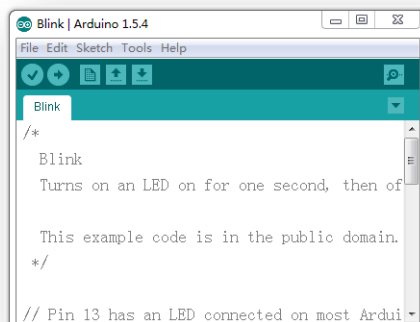 Blink | Arduino 1.5.4
File Edit Sketch Tools Help
Blink
/*
Blink
Turns on an LED on for one second, then of
This example code is in the public domain.
*/
// Pin 13 has an LED connected on most Ardui